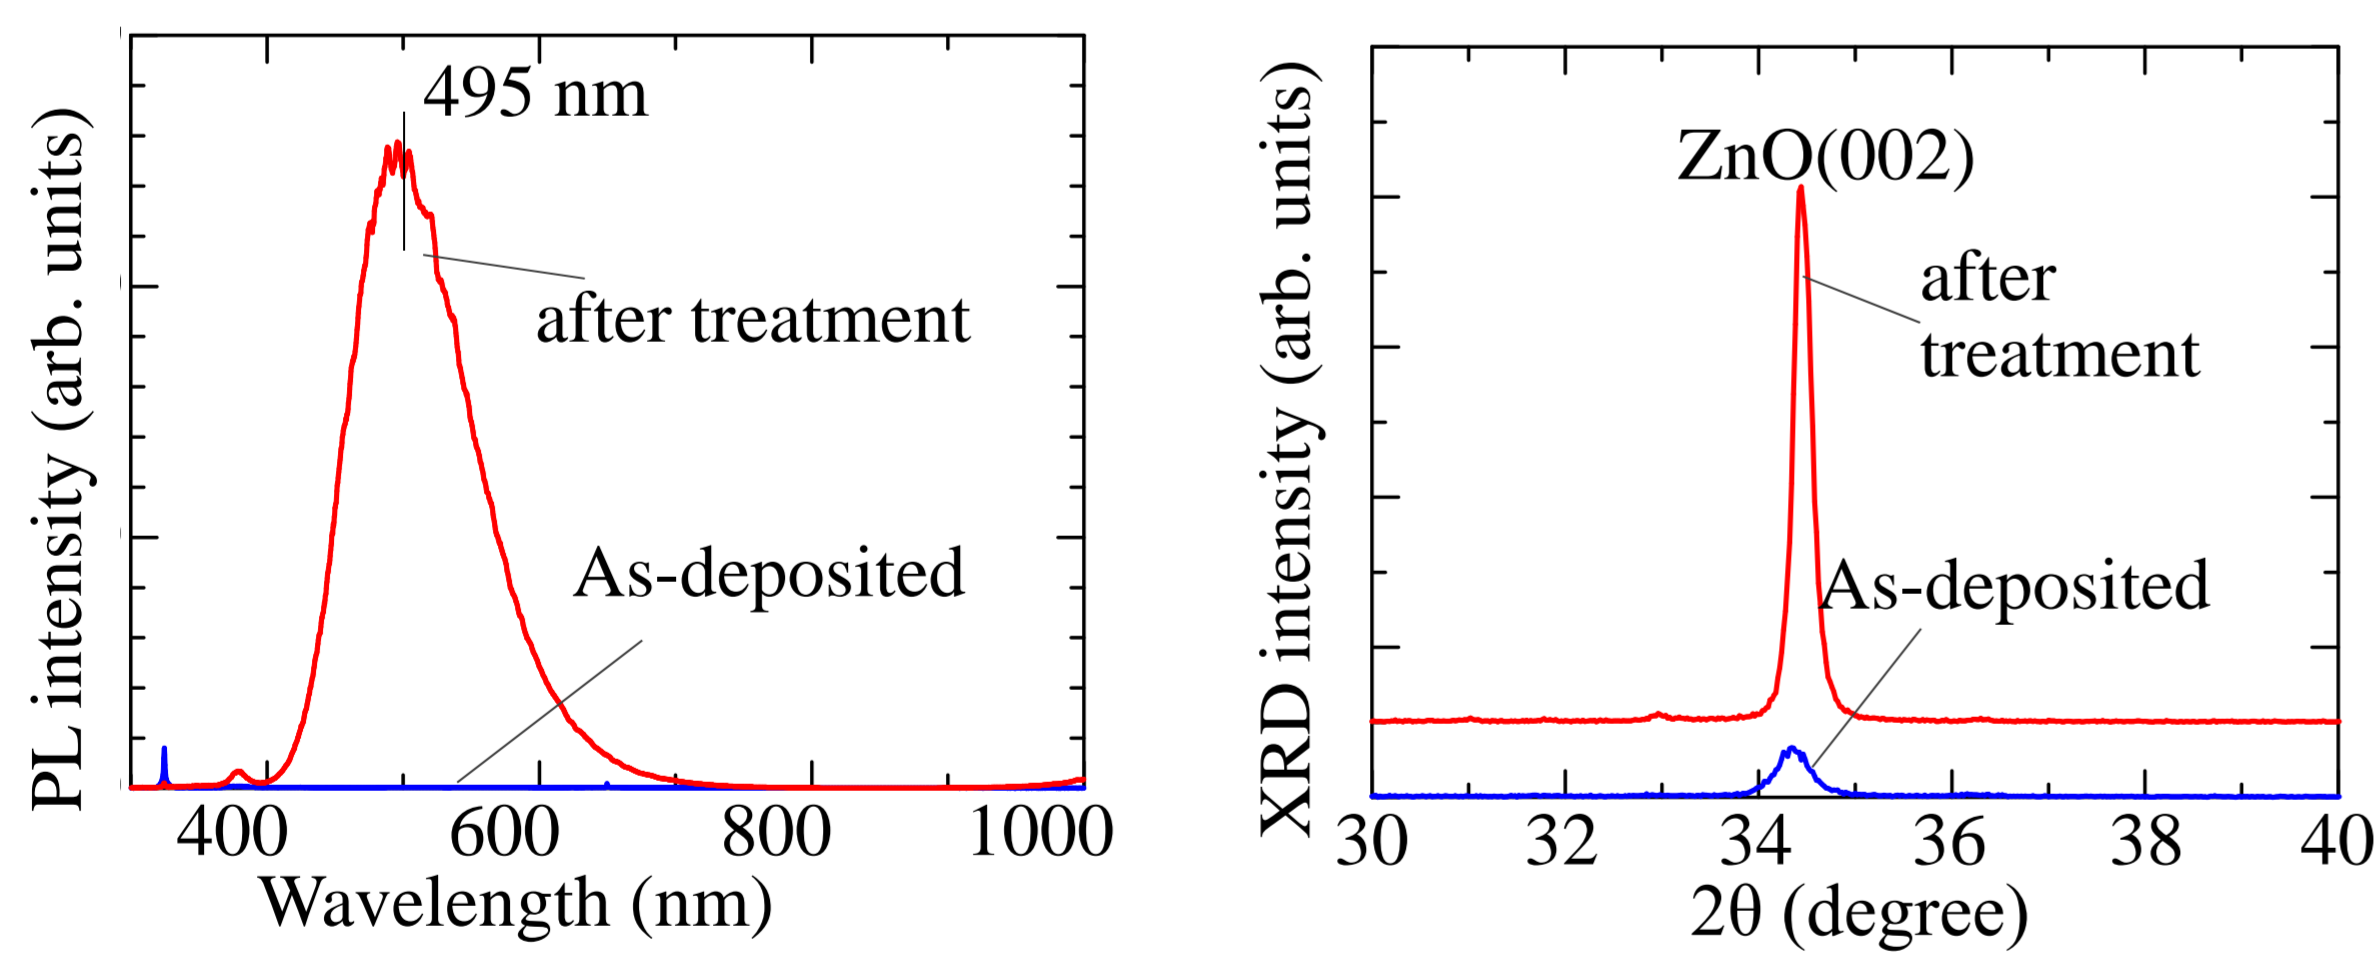 PL intensity (arb. units)
495 nm
after treatment
As-deposited
400 600 800 1000
Wavelength (nm)
XRD intensity (arb. units)
ZnO(002)
after
treatment
As-deposited
30 32 34 36 38 40
2θ (degree)